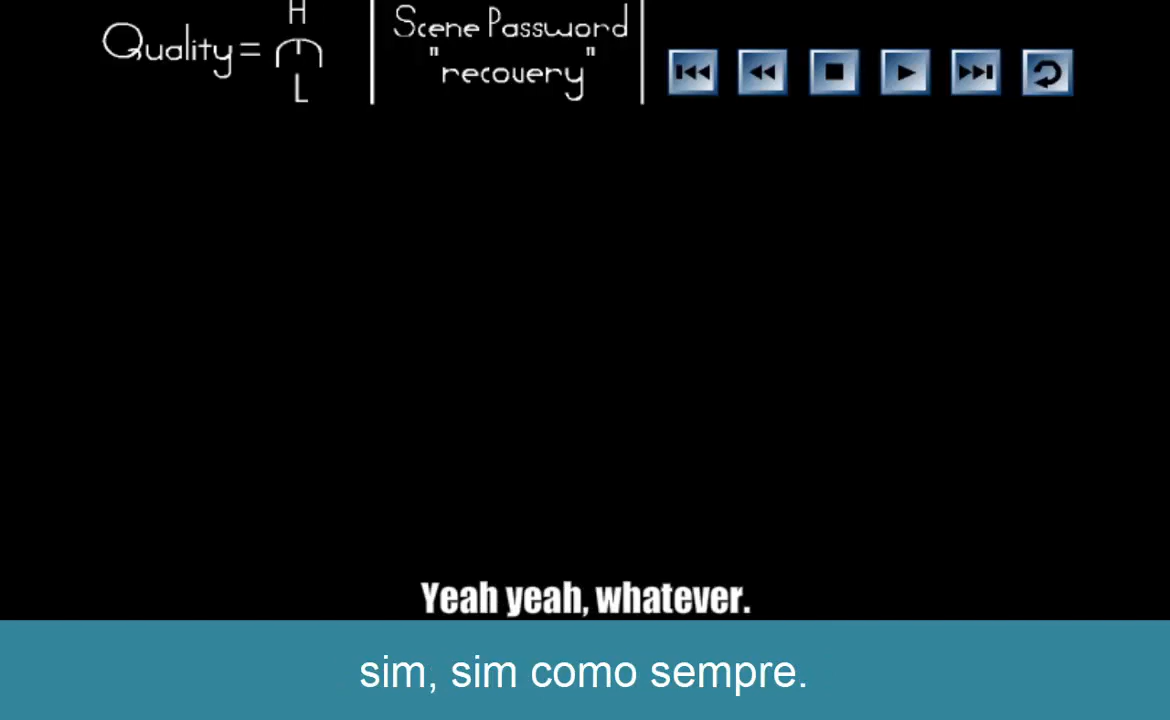 Quality = H M L
Scene Password
"recovery"
Yeah yeah, whatever.
sim, sim como sempre.